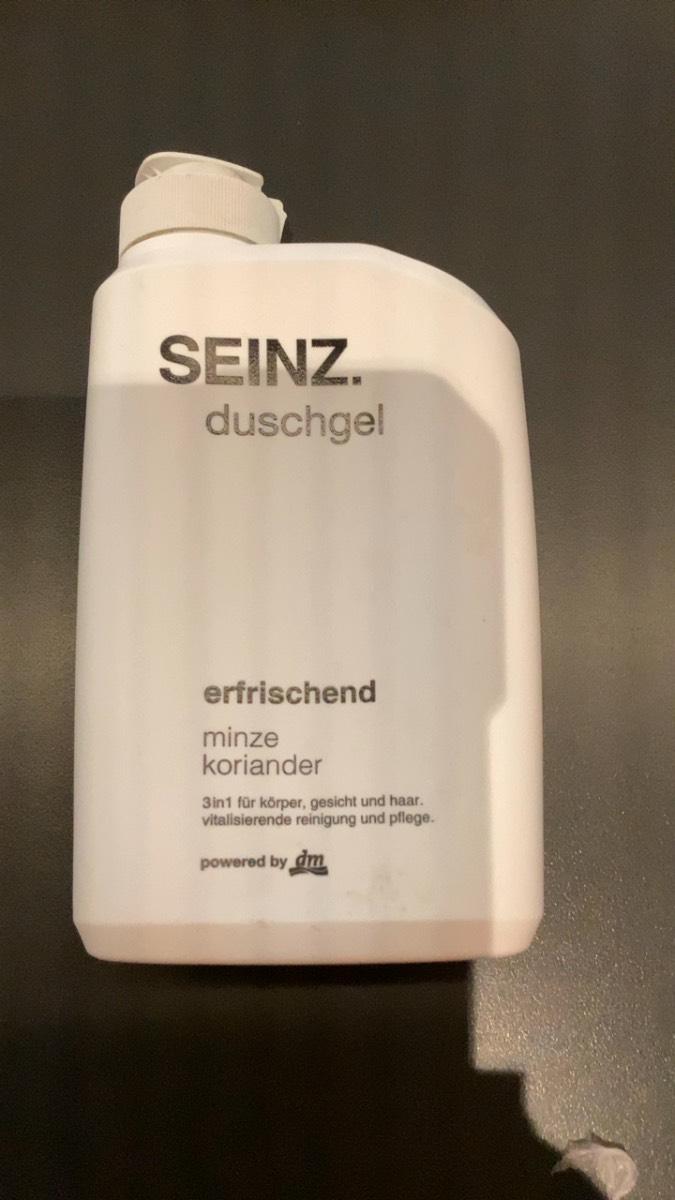 SEINZ.
duschgel
erfrischend
minze
koriander
3in1 für körper, gesicht und haar.
vitalisierende reinigung und pflege.
powered by dm